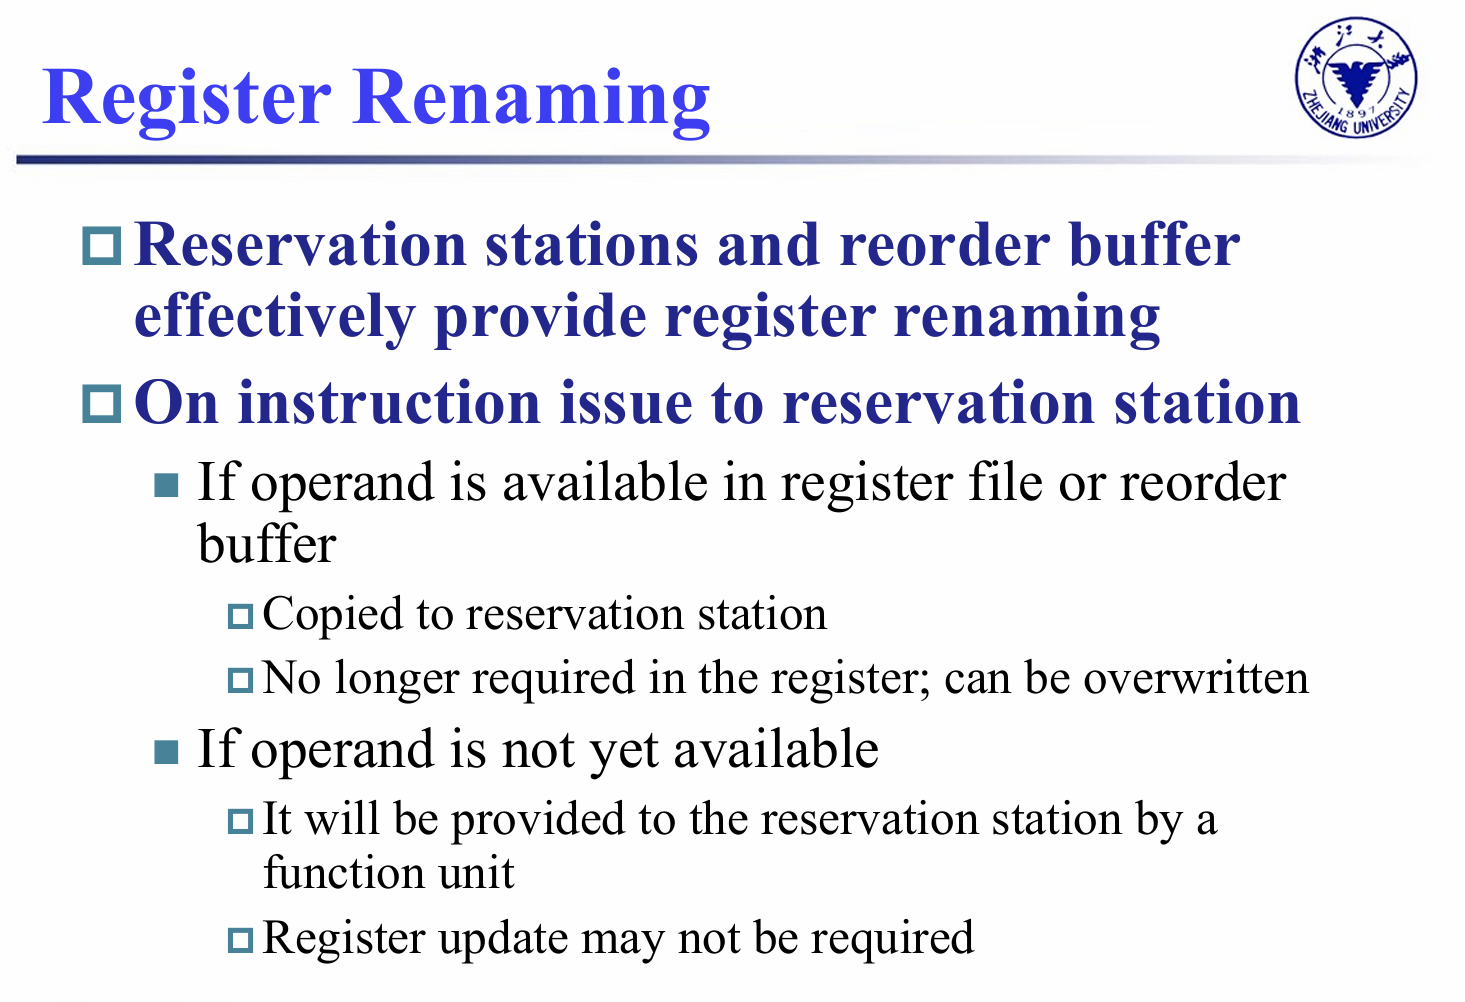 Register Renaming
浙江大学
ZHEJIANG UNIVERSITY
1897
Reservation stations and reorder buffer
effectively provide register renaming
On instruction issue to reservation station
If operand is available in register file or reorder
buffer
Copied to reservation station
No longer required in the register; can be overwritten
If operand is not yet available
It will be provided to the reservation station by a
function unit
Register update may not be required